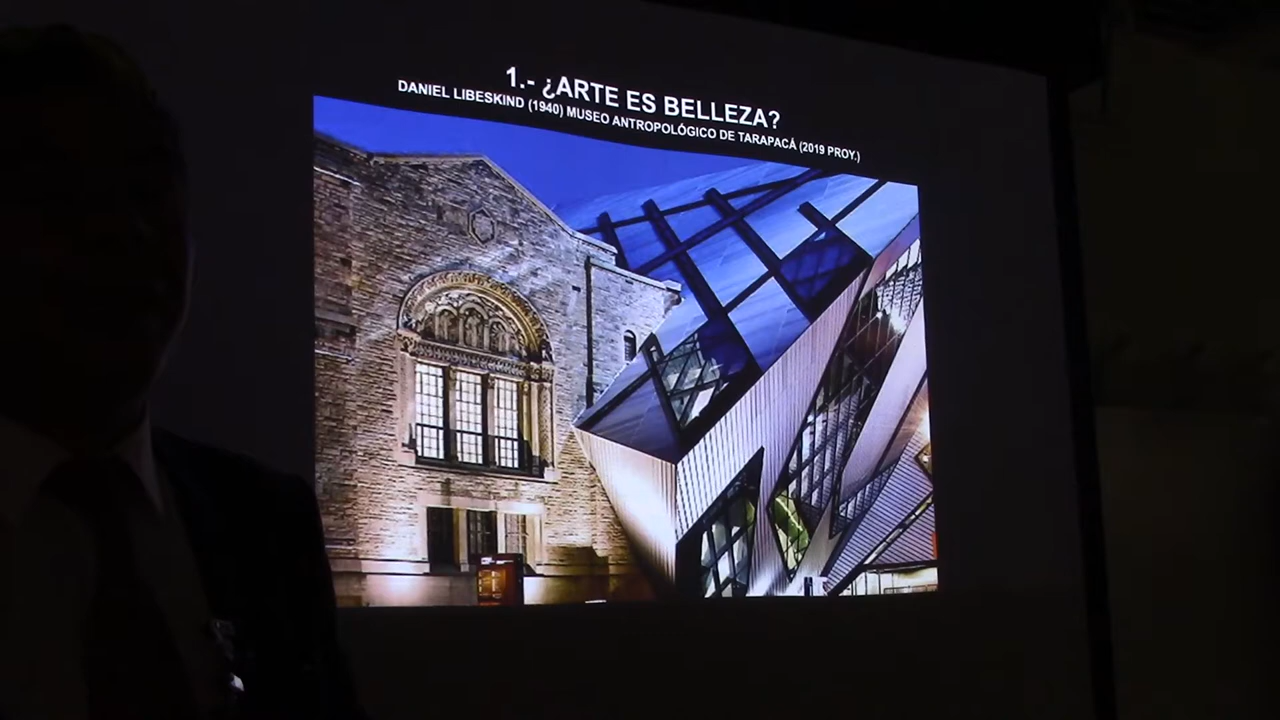 1.- ¿ARTE ES BELLEZA?
DANIEL LIBESKIND (1940) MUSEO ANTROPOLÓGICO DE TARAPACÁ (2019 PROY.)